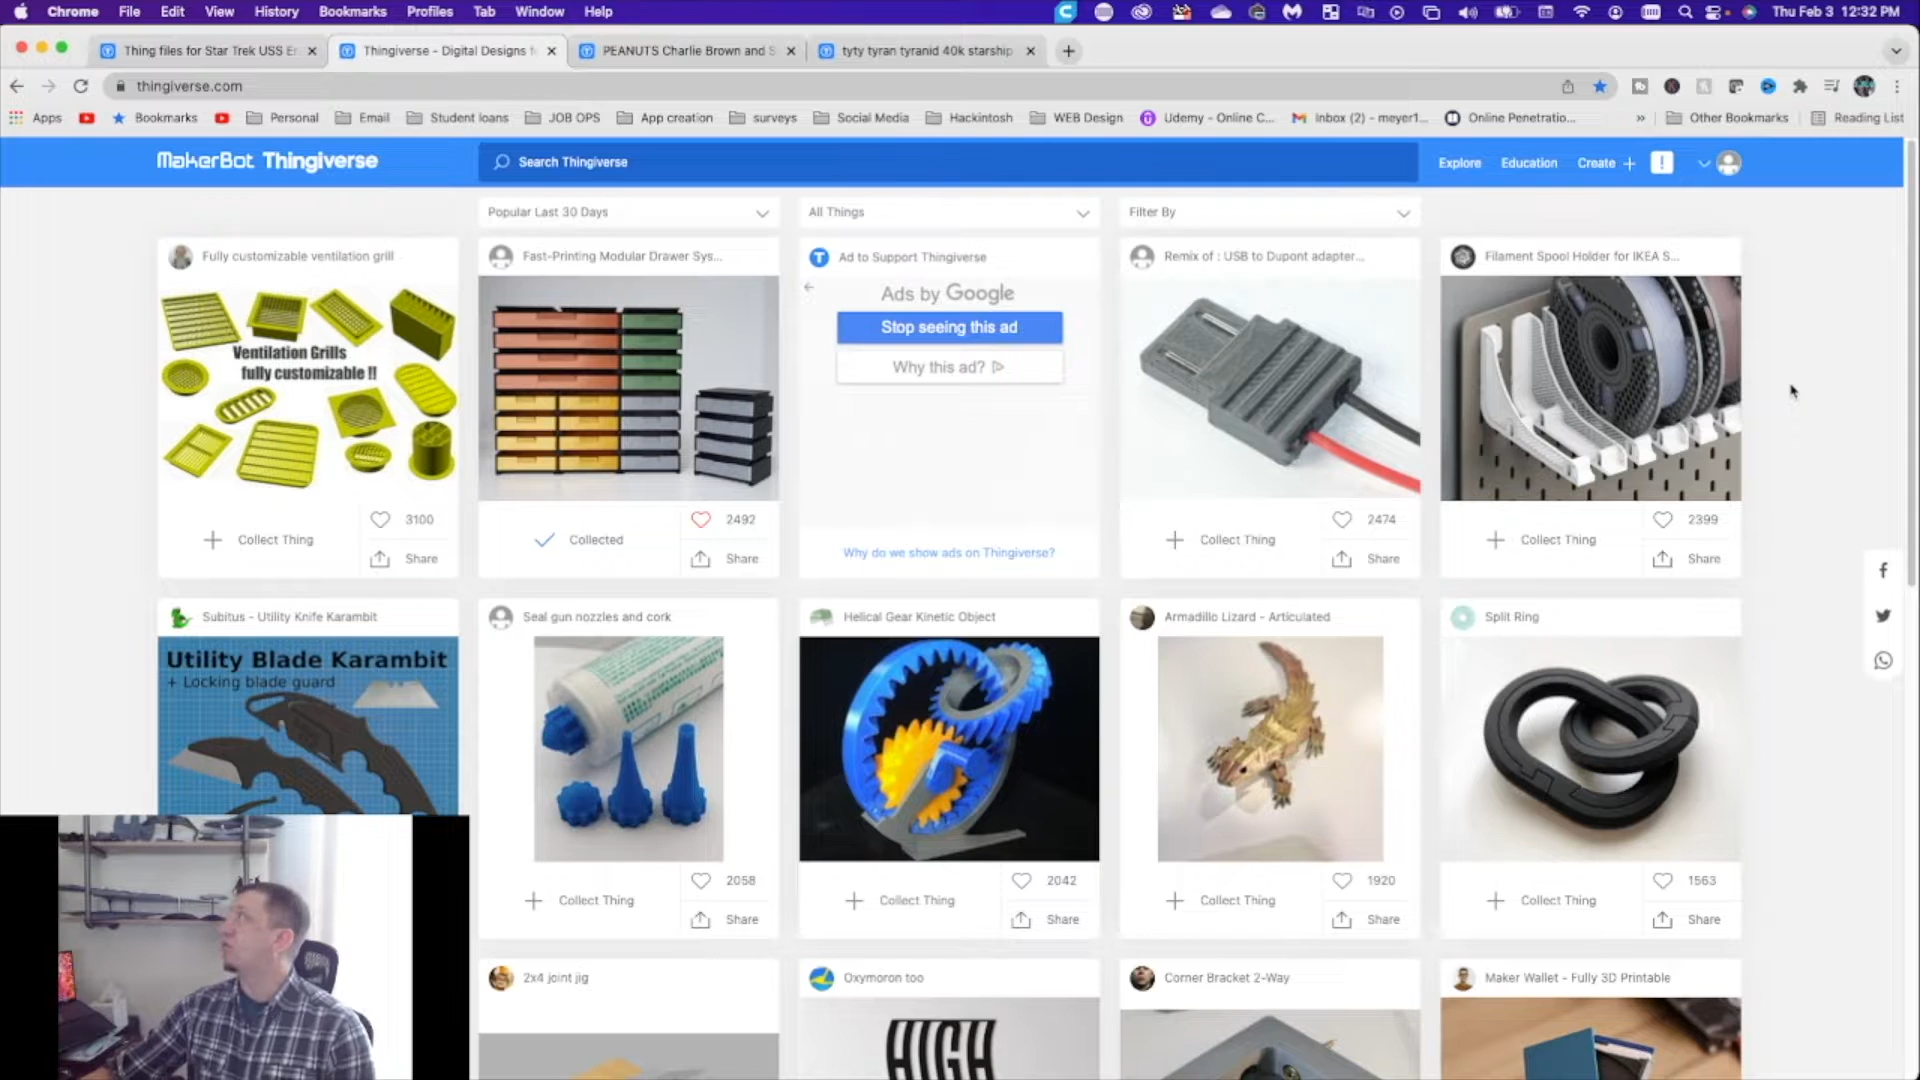 Chrome File Edit View History Bookmarks Profiles Tab Window Help Thu Feb 3 12:32 PM
Thing files for Star Trek USS Er Thingiverse - Digital Designs f PEANUTS Charlie Brown and S tyty tyran tyranid 40k starship
thingiverse.com
Apps Bookmarks Personal Email Student loans JOB OPS App creation surveys Social Media Hackintosh WEB Design Udemy - Online C... Inbox (2) - meyer1... Online Penetratio... » Other Bookmarks Reading List
MakerBot Thingiverse Search Thingiverse Explore Education Create +
Popular Last 30 Days All Things Filter By
Fully customizable ventilation grill Fast-Printing Modular Drawer Sys... Ad to Support Thingiverse Remix of : USB to Dupont adapter... Filament Spool Holder for IKEA S...
Ads by Google
Stop seeing this ad
Why this ad?
Ventilation Grills
fully customizable !!
3100 2492 2474 2399
Collect Thing Collected Collect Thing Collect Thing
Why do we show ads on Thingiverse?
Share Share Share Share
Subitus - Utility Knife Karambit Seal gun nozzles and cork Helical Gear Kinetic Object Armadillo Lizard - Articulated Split Ring
Utility Blade Karambit
+ Locking blade guard
2058 2042 1920 1563
Collect Thing Collect Thing Collect Thing Collect Thing
Share Share Share Share
2x4 joint jig Oxymoron too Corner Bracket 2-Way Maker Wallet - Fully 3D Printable
HIGH